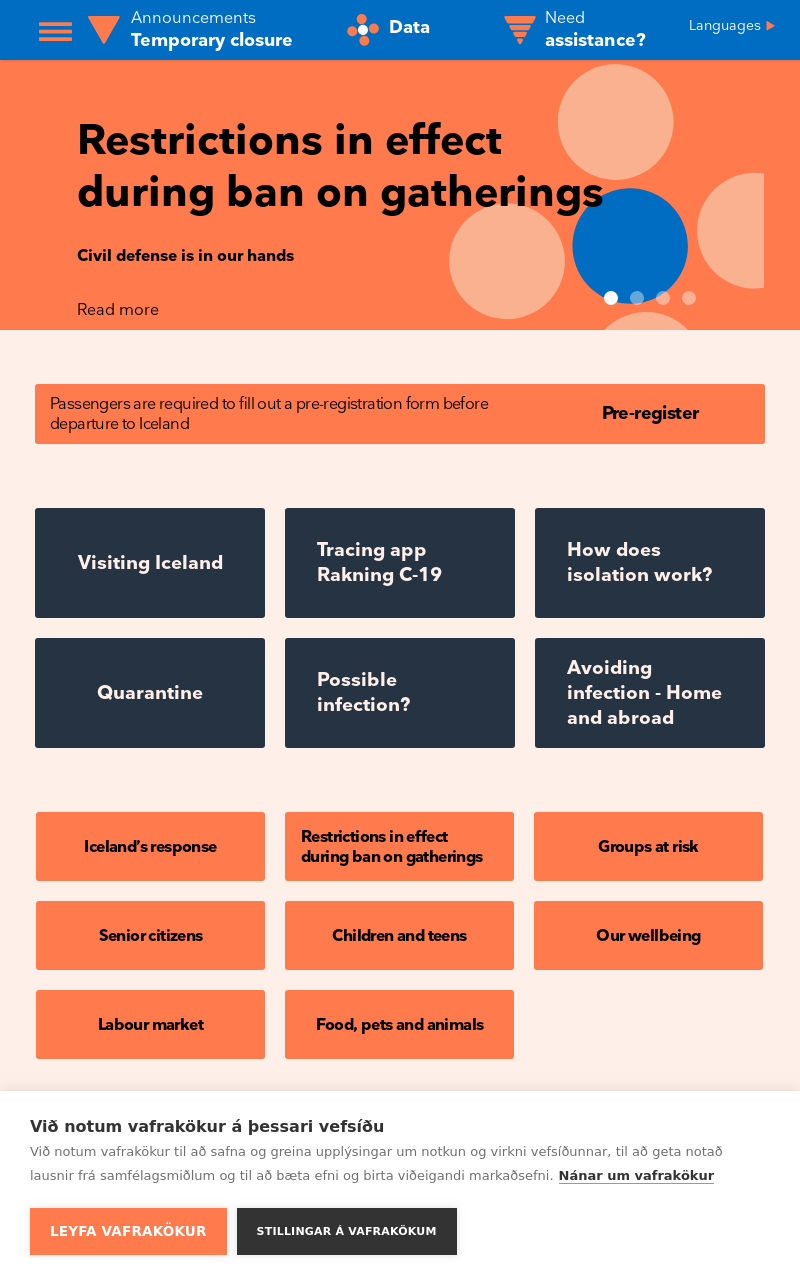 Announcements
Temporary closure
Data
Need
assistance?
Languages
Restrictions in effect
during ban on gatherings
Civil defense is in our hands
Read more
Passengers are required to fill out a pre-registration form before
departure to Iceland
Pre-register
Visiting Iceland
Tracing app
Rakning C-19
How does
isolation work?
Quarantine
Possible
infection?
Avoiding
infection - Home
and abroad
Iceland’s response
Restrictions in effect
during ban on gatherings
Groups at risk
Senior citizens
Children and teens
Our wellbeing
Labour market
Food, pets and animals
Við notum vafrakökur á þessari vefsíðu
Við notum vafrakökur til að safna og greina upplýsingar um notkun og virkni vefsíðunnar, til að geta notað
lausnir frá samfélagsmiðlum og til að bæta efni og birta viðeigandi markaðsefni. Nánar um vafrakökur
LEYFA VAFRAKÖKUR
STILLINGAR Á VAFRAKÖKUM